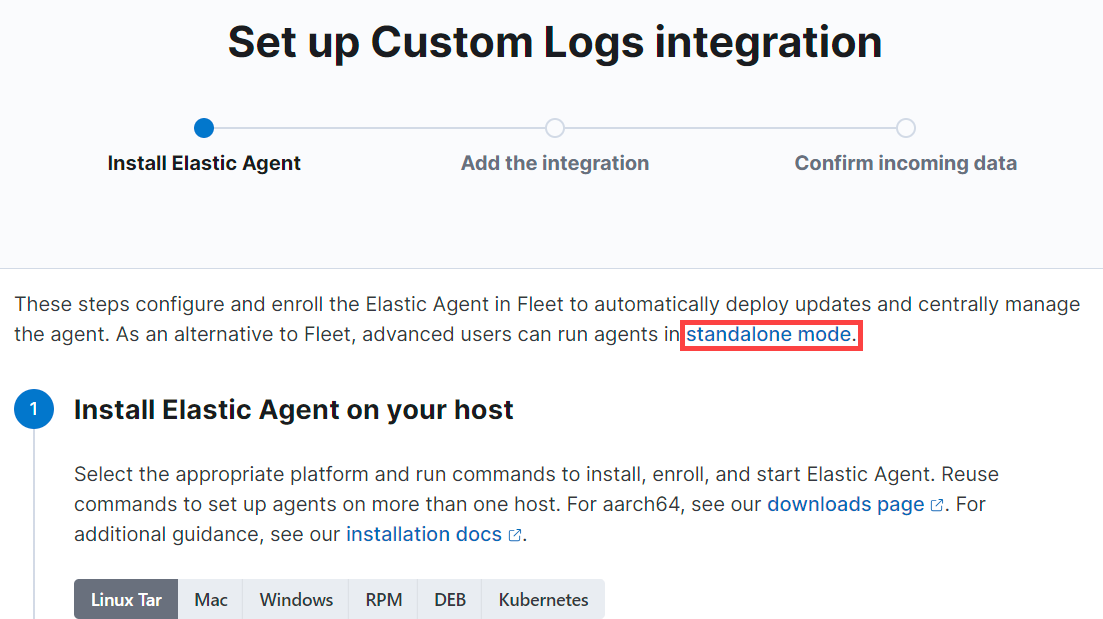 Set up Custom Logs integration
Install Elastic Agent
Add the integration
Confirm incoming data
These steps configure and enroll the Elastic Agent in Fleet to automatically deploy updates and centrally manage
the agent. As an alternative to Fleet, advanced users can run agents in standalone mode.
1
Install Elastic Agent on your host
Select the appropriate platform and run commands to install, enroll, and start Elastic Agent. Reuse
commands to set up agents on more than one host. For aarch64, see our downloads page. For
additional guidance, see our installation docs.
Linux Tar Mac Windows RPM DEB Kubernetes